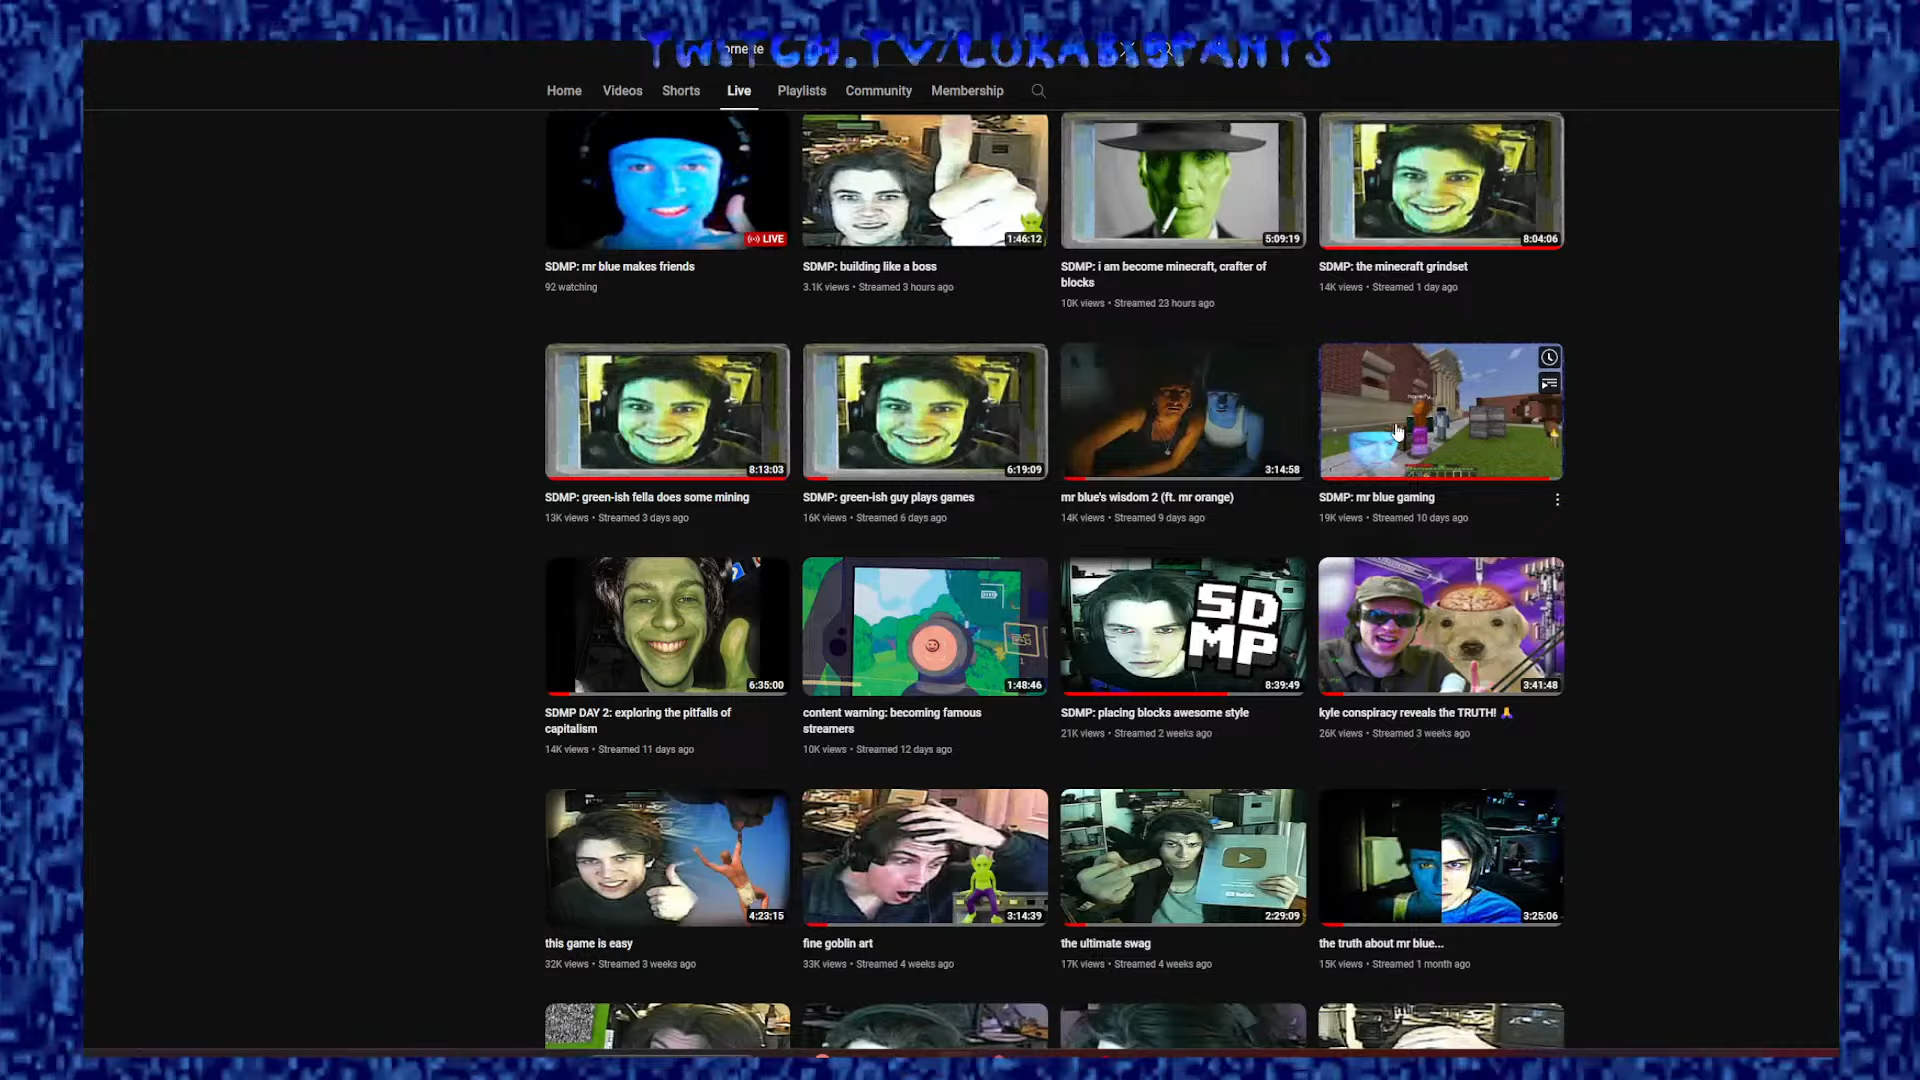 TWITCH.TV/LUKABIGPANTS
Home Videos Shorts Live Playlists Community Membership
LIVE
1:46:12
5:09:19
8:04:06
SDMP: mr blue makes friends
92 watching
SDMP: building like a boss
3.1K views • Streamed 3 hours ago
SDMP: i am become minecraft, crafter of
blocks
10K views • Streamed 23 hours ago
SDMP: the minecraft grindset
14K views • Streamed 1 day ago
8:13:03
6:19:09
3:14:58
SDMP: green-ish fella does some mining
13K views • Streamed 3 days ago
SDMP: green-ish guy plays games
16K views • Streamed 6 days ago
mr blue's wisdom 2 (ft. mr orange)
14K views • Streamed 9 days ago
SDMP: mr blue gaming
19K views • Streamed 10 days ago
6:35:00
1:48:46
SD
MP
8:39:49
3:41:48
SDMP DAY 2: exploring the pitfalls of
capitalism
14K views • Streamed 11 days ago
content warning: becoming famous
streamers
10K views • Streamed 12 days ago
SDMP: placing blocks awesome style
21K views • Streamed 2 weeks ago
kyle conspiracy reveals the TRUTH! 🙏
26K views • Streamed 3 weeks ago
4:23:15
3:14:39
2:29:09
3:25:06
this game is easy
32K views • Streamed 3 weeks ago
fine goblin art
33K views • Streamed 4 weeks ago
the ultimate swag
17K views • Streamed 4 weeks ago
the truth about mr blue...
15K views • Streamed 1 month ago